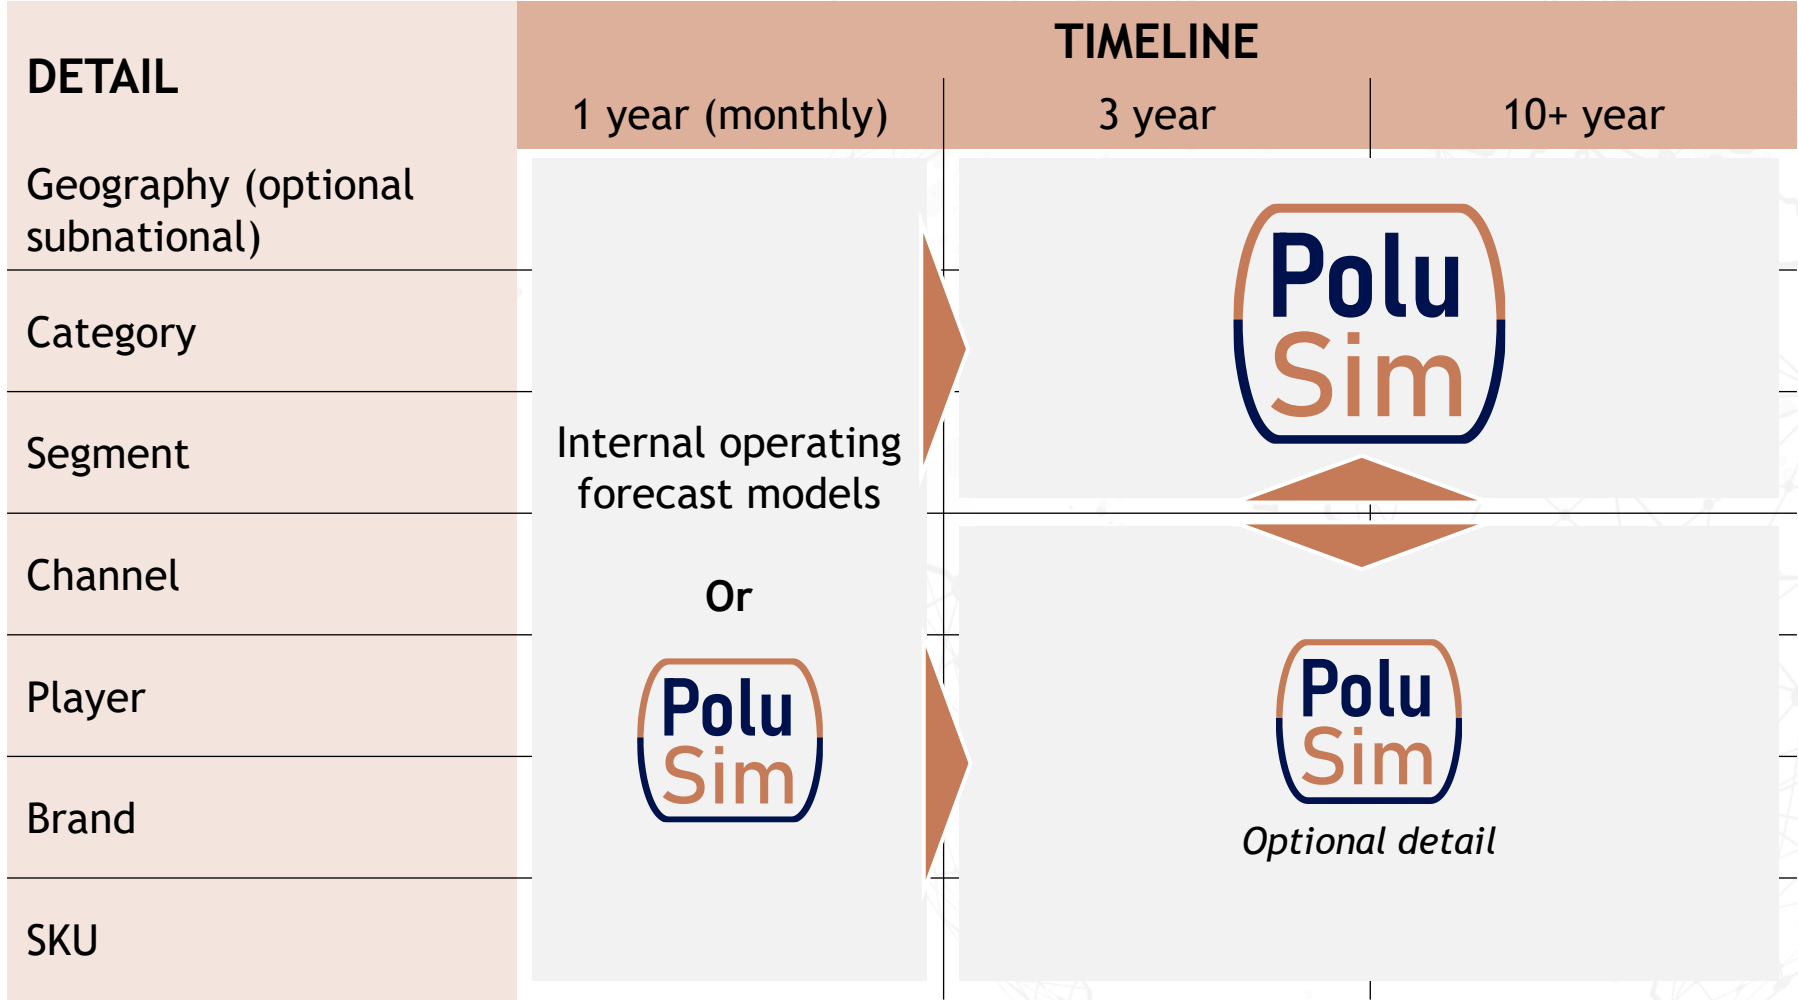 DETAIL
TIMELINE
1 year (monthly)
3 year
10+ year
Geography (optional
subnational)
Category
Segment
Channel
Player
Brand
SKU
Internal operating
forecast models
Or
Polu
Sim
Polu
Sim
Polu
Sim
Optional detail